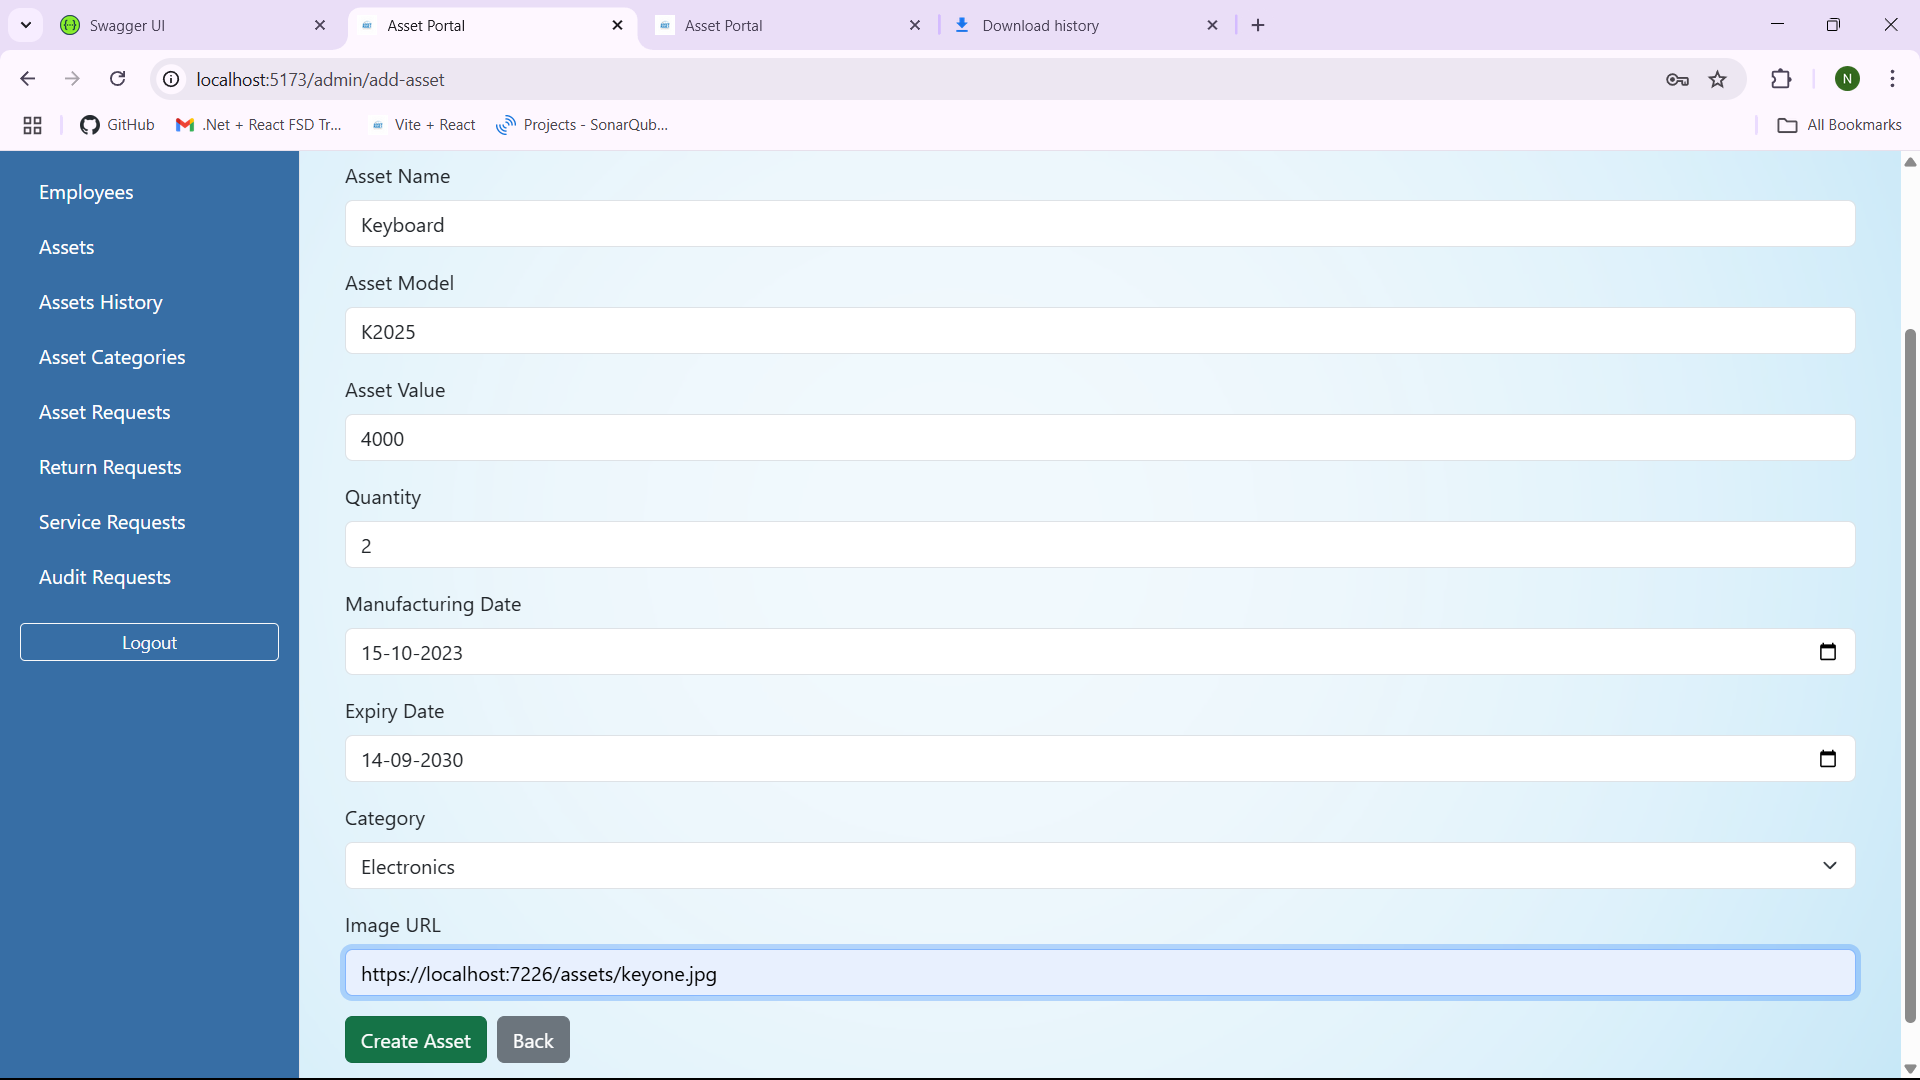 Swagger UI
Asset Portal
Asset Portal
Download history
localhost:5173/admin/add-asset
N
GitHub
.Net + React FSD Tr...
Vite + React
Projects - SonarQub...
All Bookmarks
Employees
Assets
Assets History
Asset Categories
Asset Requests
Return Requests
Service Requests
Audit Requests
Logout
Asset Name
Keyboard
Asset Model
K2025
Asset Value
4000
Quantity
2
Manufacturing Date
15-10-2023
Expiry Date
14-09-2030
Category
Electronics
Image URL
https://localhost:7226/assets/keyone.jpg
Create Asset
Back